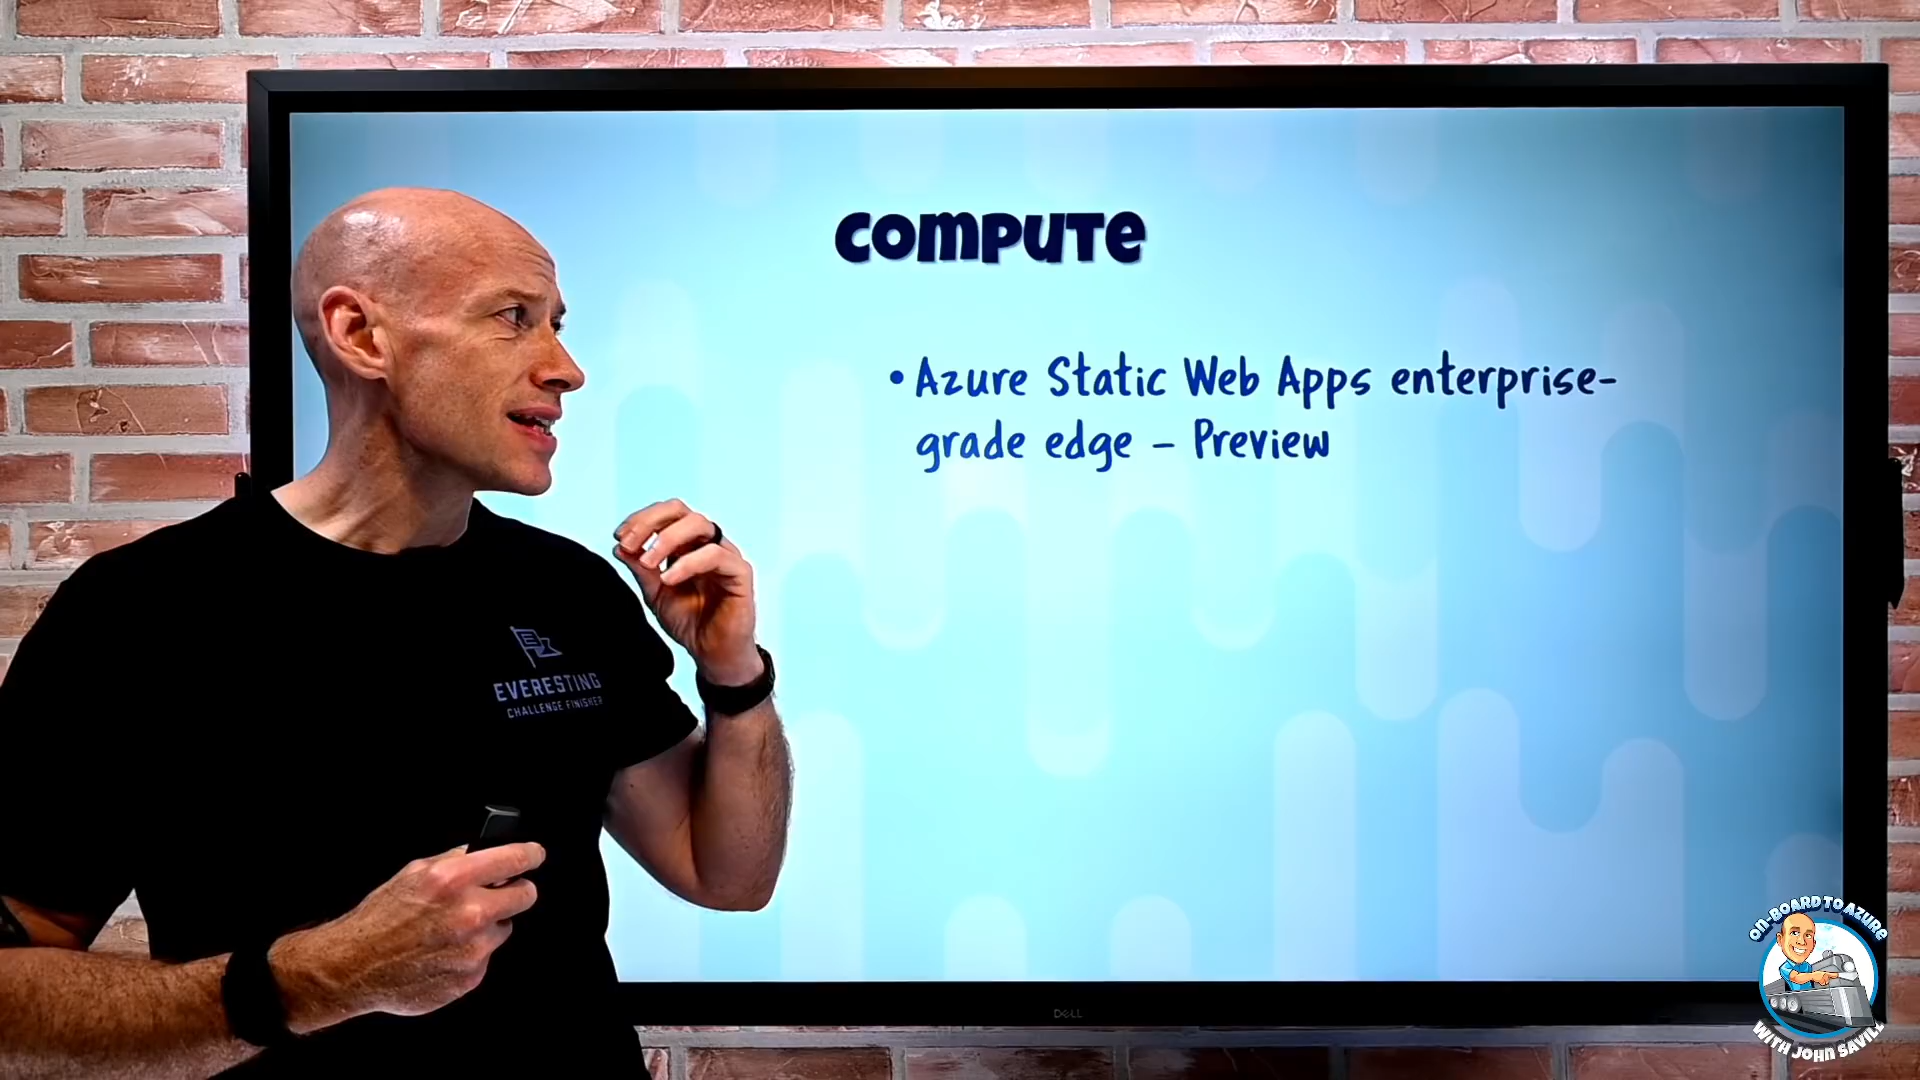 COMPUTE
• Azure Static Web Apps enterprise-
grade edge – Preview
EVERESTING
CHALLENGE FINISHER
DELL
ON-BOARD TO AZURE
WITH JOHN SAVILL